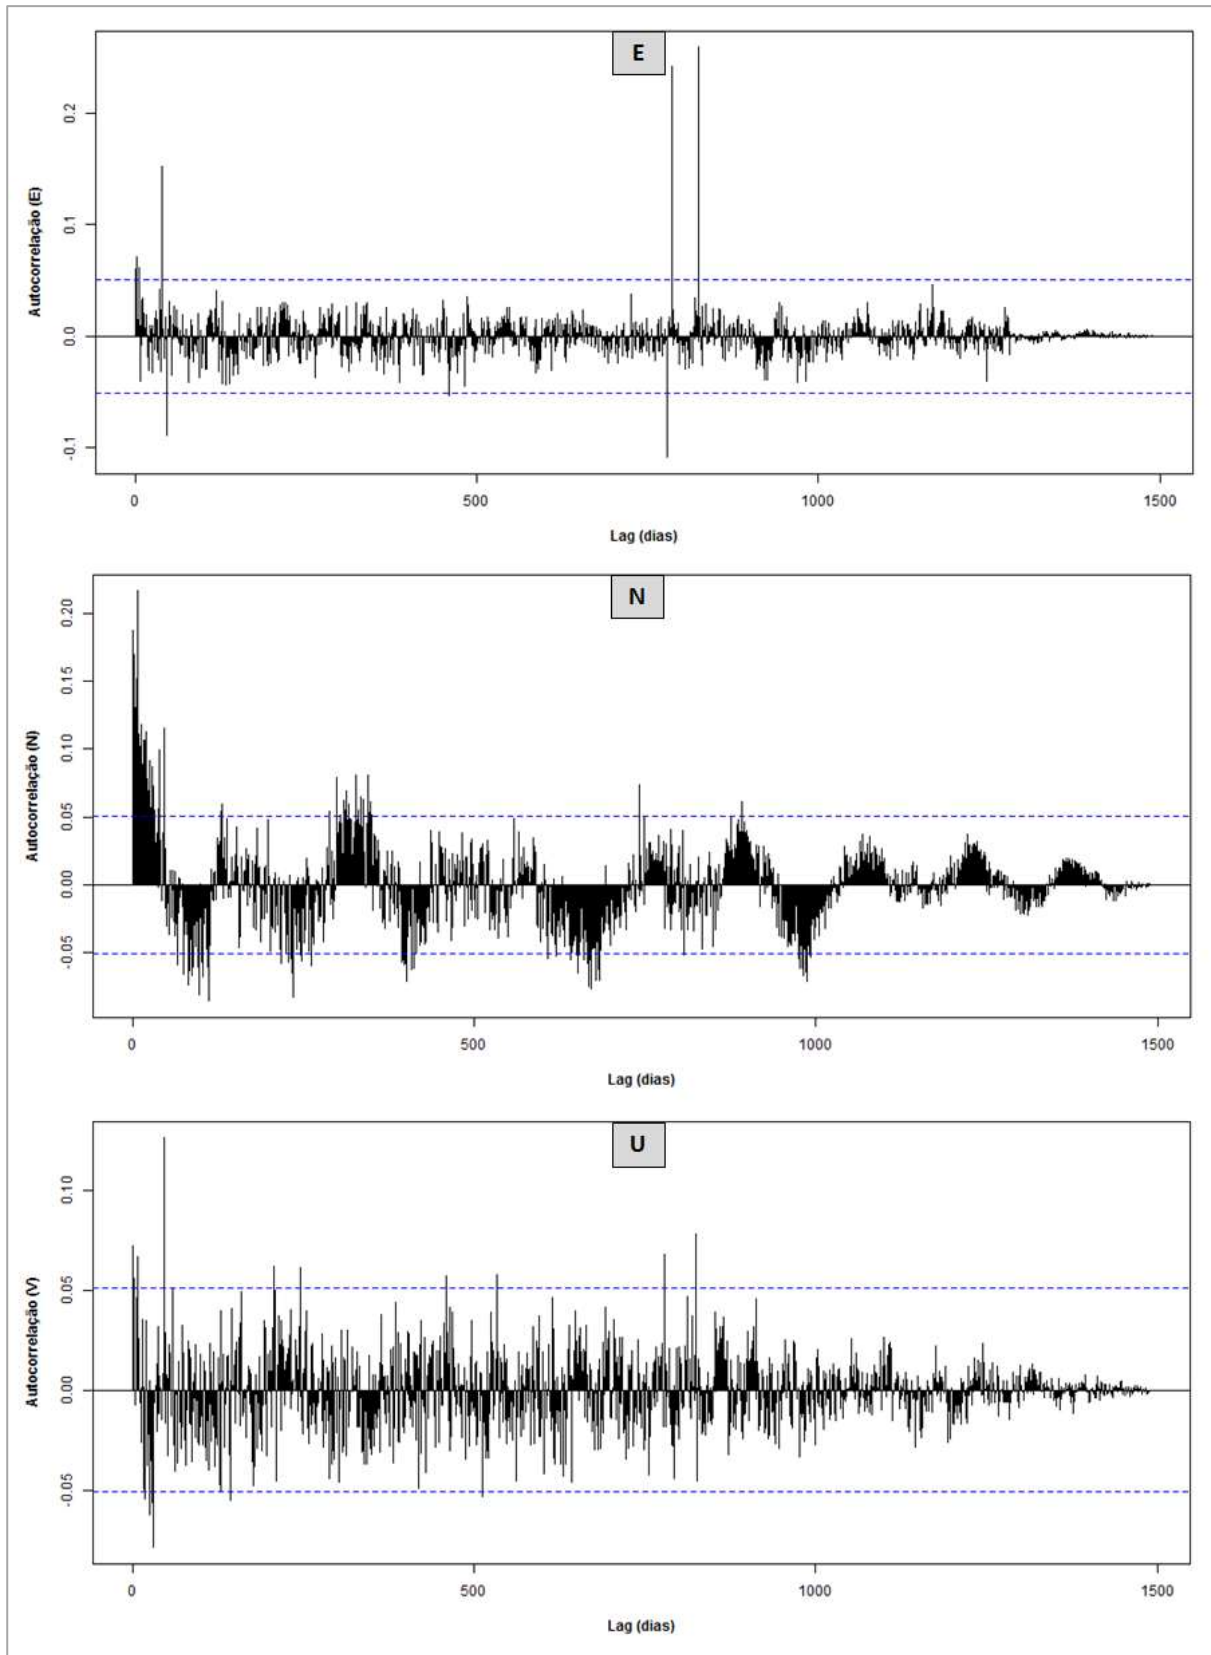 E
Autocorrelação (E)
0.2
0.1
0.0
-0.1
0 500 1000 1500
Lag (dias)
N
Autocorrelação (N)
0.20
0.15
0.10
0.05
0.00
-0.05
0 500 1000 1500
Lag (dias)
U
Autocorrelação (V)
0.10
0.05
0.00
-0.05
0 500 1000 1500
Lag (dias)